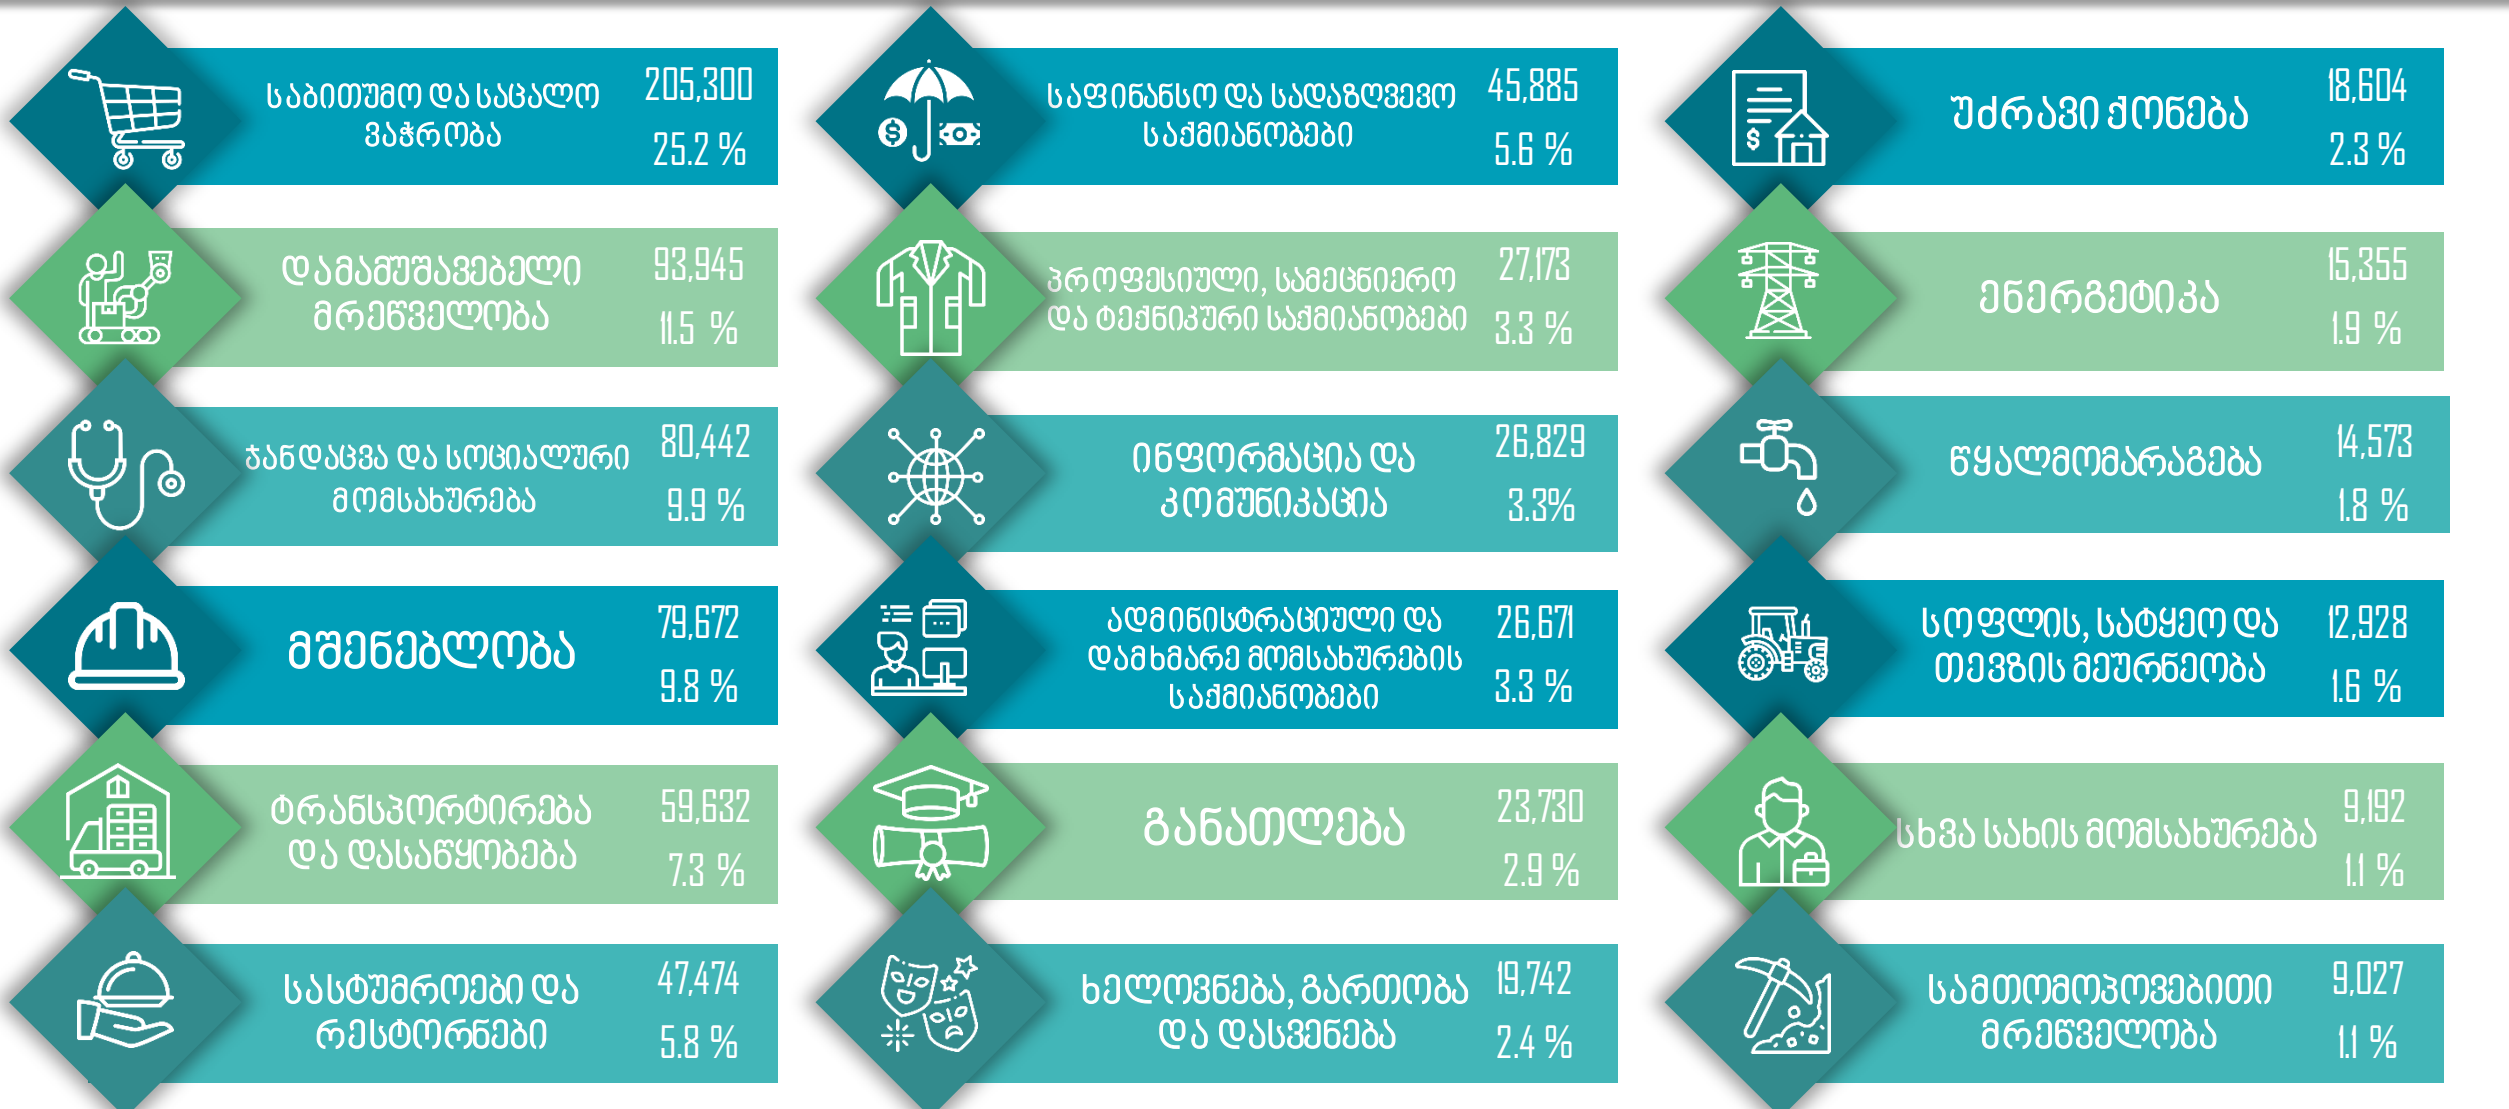 საბითუმო და საცალო
ვაჭრობა
205,300
25.2 %
დამამუშავებელი
მრეწველობა
93,945
11.5 %
ჯანდაცვა და სოციალური
მომსახურება
80,442
9.9 %
მშენებლობა
79,672
9.8 %
ტრანსპორტირება
და დასაწყობება
59,632
7.3 %
სასტუმროები და
რესტორნები
47,474
5.8 %
საფინანსო და სადაზღვევო
საქმიანობები
45,885
5.6 %
პროფესიული, სამეცნიერო
და ტექნიკური საქმიანობები
27,173
3.3 %
ინფორმაცია და
კომუნიკაცია
26,829
3.3%
ადმინისტრაციული და
დამხმარე მომსახურების
საქმიანობები
26,671
3.3 %
განათლება
23,730
2.9 %
ხელოვნება, გართობა
და დასვენება
19,742
2.4 %
უძრავი ქონება
18,604
2.3 %
ენერგეტიკა
15,355
1.9 %
წყალმომარაგება
14,573
1.8 %
სოფლის, სატყეო და
თევზის მეურნეობა
12,928
1.6 %
სხვა სახის მომსახურება
9,192
1.1 %
სამთომოპოვებითი
მრეწველობა
9,027
1.1 %